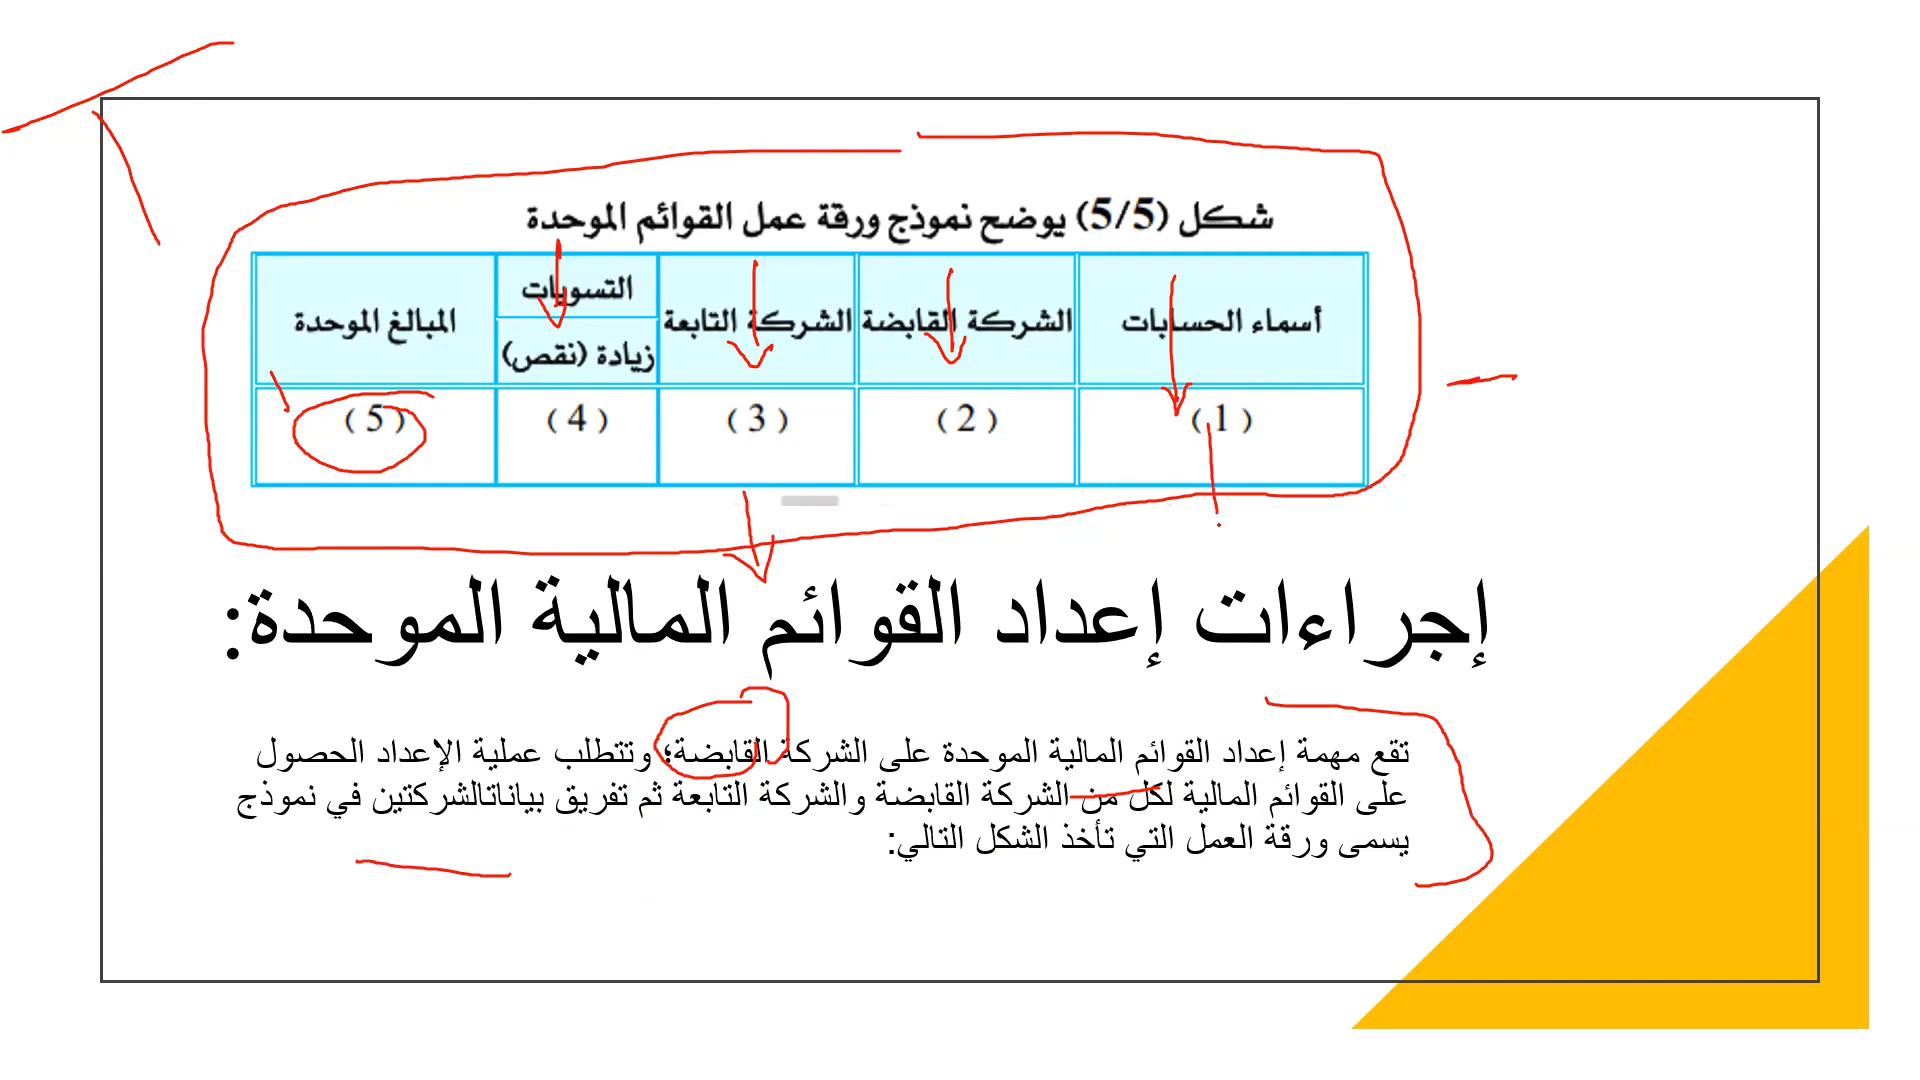 شكل (5/5) يوضح نموذج ورقة عمل القوائم الموحدة
أسماء الحسابات الشركة القابضة الشركة التابعة التسويات المبالغ الموحدة
زيادة (نقص)
(1) (2) (3) (4) (5)
إجراءات إعداد القوائم المالية الموحدة:
تقع مهمة إعداد القوائم المالية الموحدة على الشركة القابضة؛ وتتطلب عملية الإعداد الحصول
على القوائم المالية لكل من الشركة القابضة والشركة التابعة ثم تفريق بياناتالشركتين في نموذج
يسمى ورقة العمل التي تأخذ الشكل التالي: